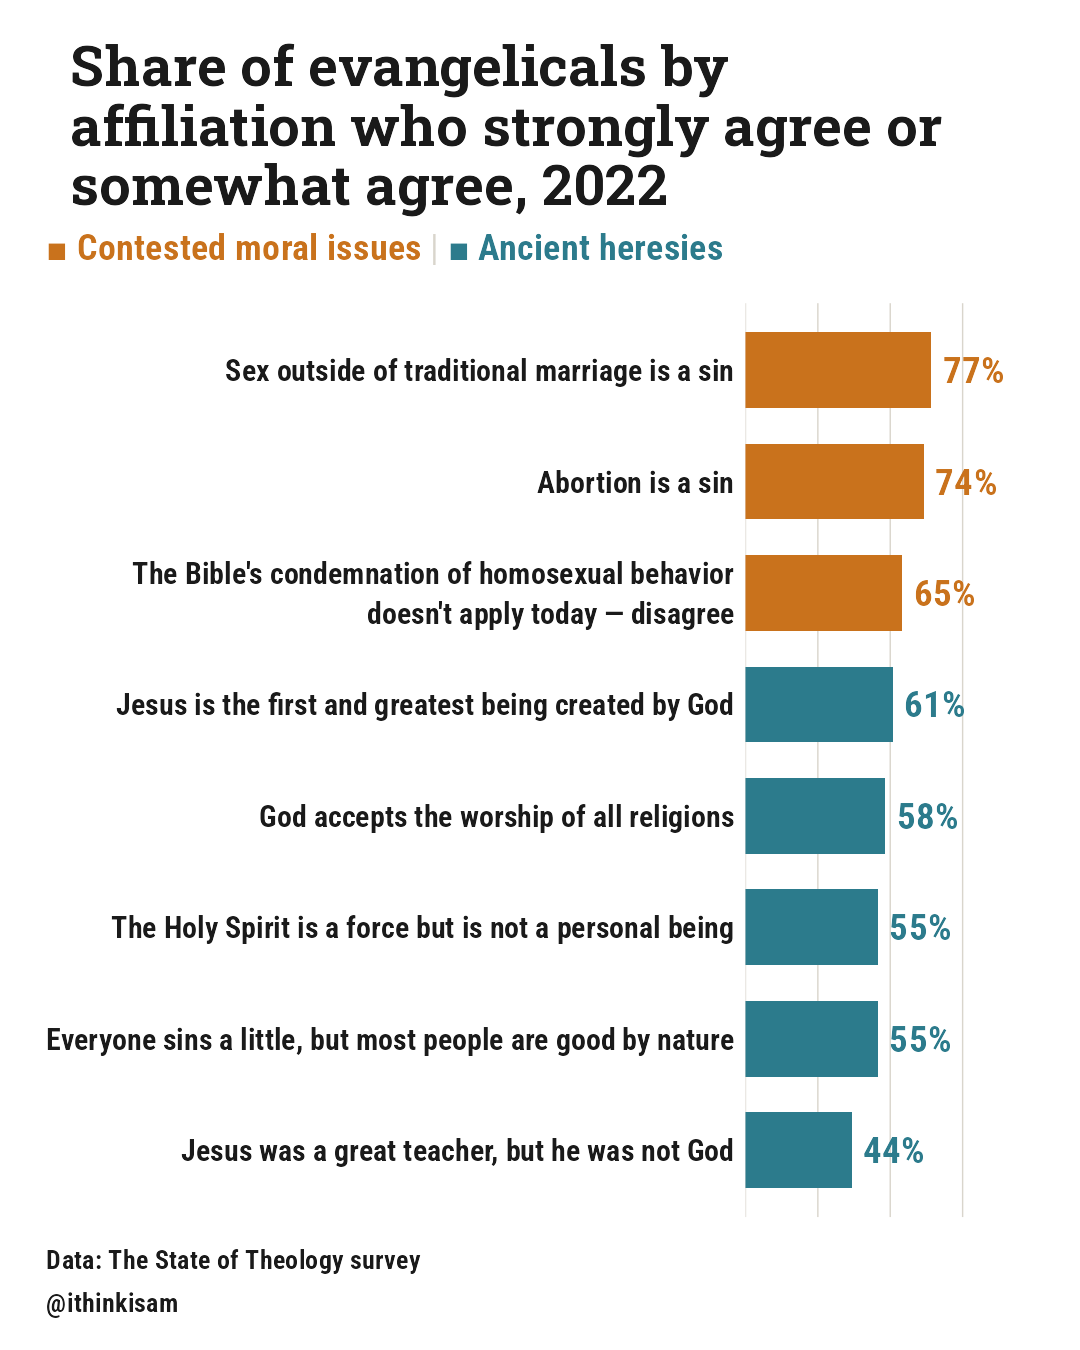 Share of evangelicals by
affiliation who strongly agree or
somewhat agree, 2022
■ Contested moral issues | ■ Ancient heresies
Sex outside of traditional marriage is a sin 77%
Abortion is a sin 74%
The Bible's condemnation of homosexual behavior
doesn't apply today — disagree 65%
Jesus is the first and greatest being created by God 61%
God accepts the worship of all religions 58%
The Holy Spirit is a force but is not a personal being 55%
Everyone sins a little, but most people are good by nature 55%
Jesus was a great teacher, but he was not God 44%
Data: The State of Theology survey
@ithinkisam